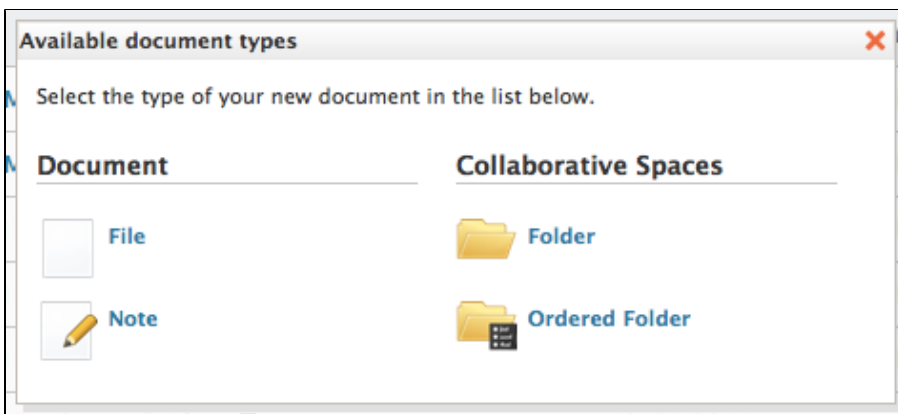 Available document types
Select the type of your new document in the list below.
Document
Collaborative Spaces
File
Folder
Note
Ordered Folder